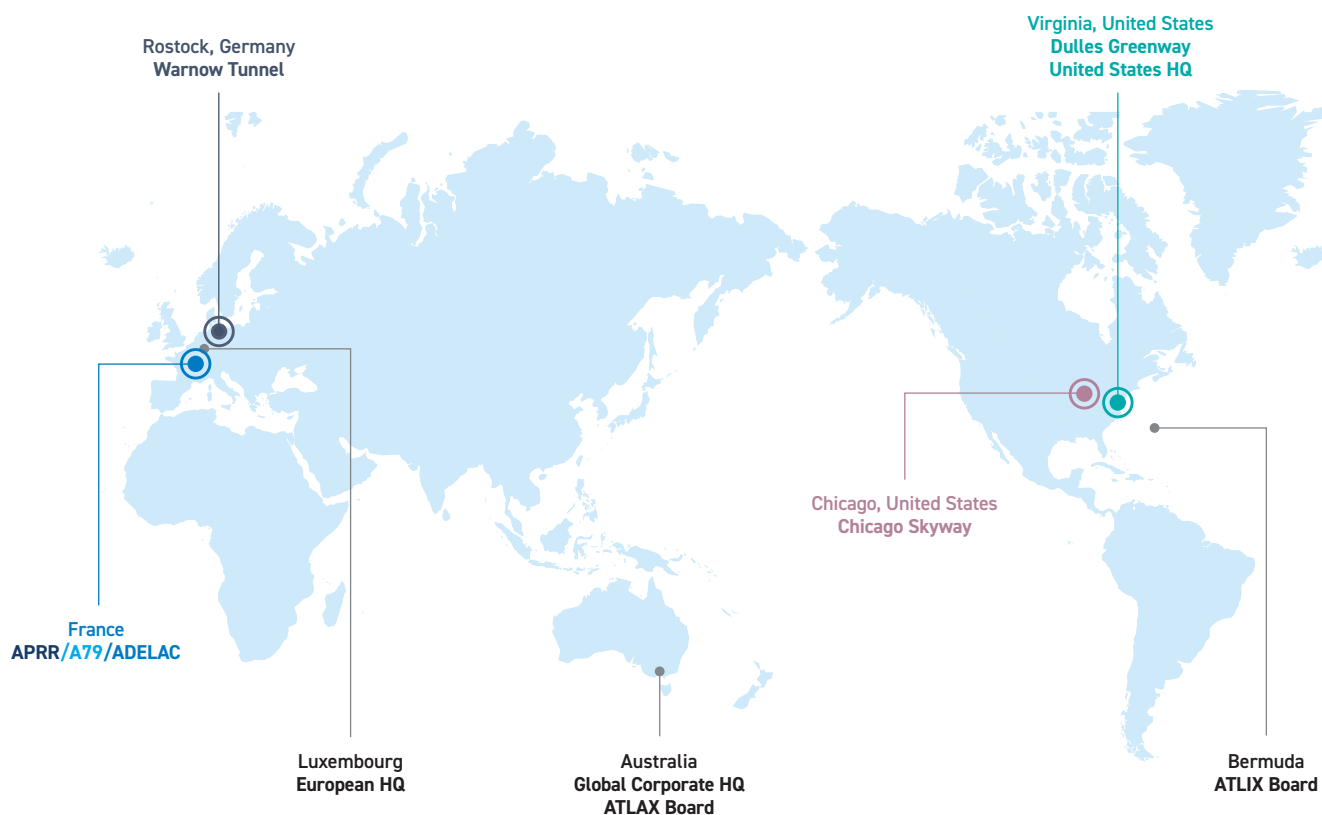 Rostock, Germany
Warnow Tunnel
Virginia, United States
Dulles Greenway
United States HQ
Chicago, United States
Chicago Skyway
France
APRR/A79/ADELAC
Luxembourg
European HQ
Australia
Global Corporate HQ
ATLAX Board
Bermuda
ATLIX Board